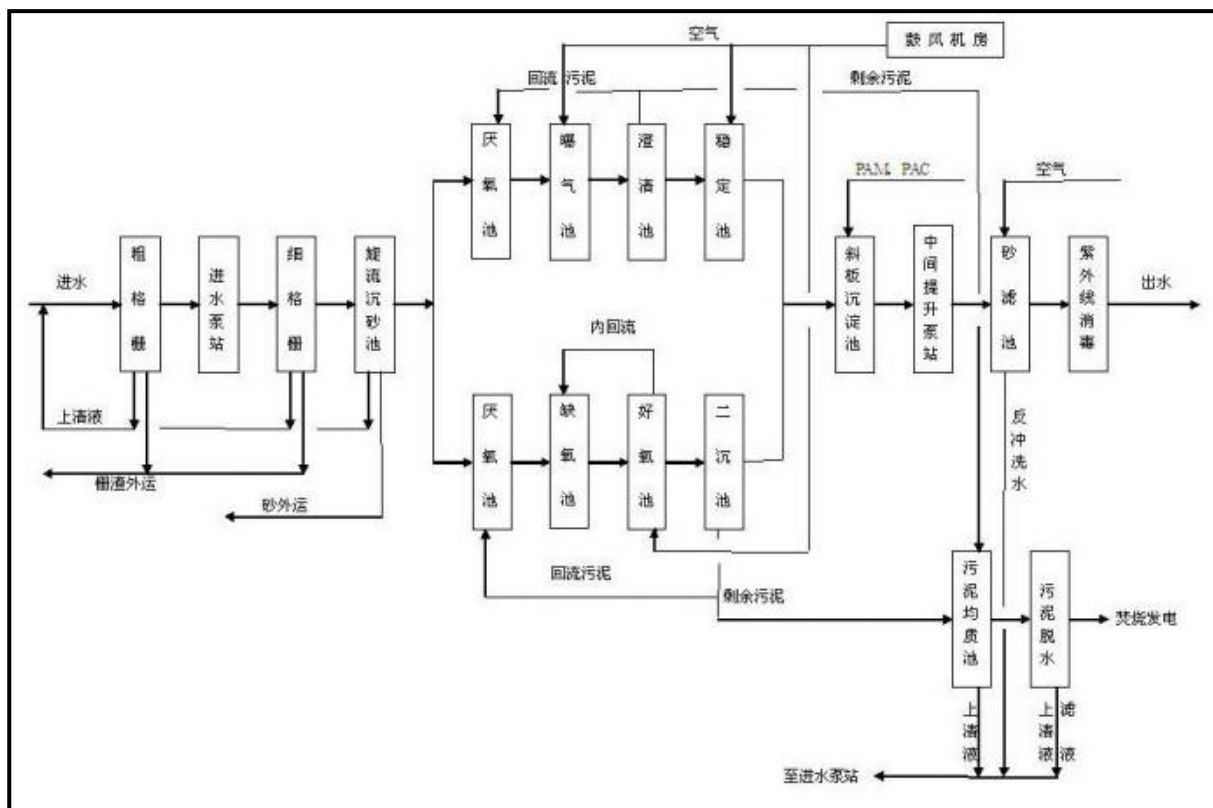 空气
鼓风机房
回流污泥
剩余污泥
厌氧池
曝气池
澄清池
稳定池
PAM、PAC
空气
粗格栅
进水泵站
细格栅
旋流沉砂池
斜板沉淀池
中间提升泵站
砂滤池
紫外线消毒
进水
出水
内回流
上清液
厌氧池
缺氧池
好氧池
二沉池
反冲洗水
栅渣外运
砂外运
回流污泥
剩余污泥
污泥均质池
污泥脱水
焚烧发电
上清液
上清液
滤液
至进水泵站